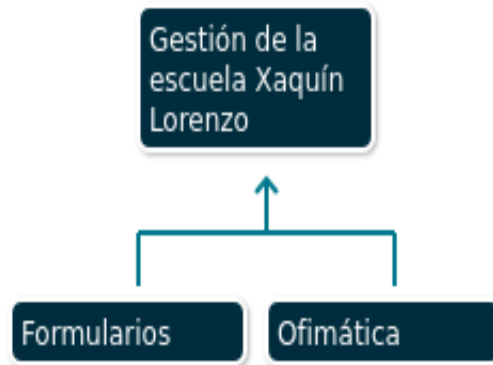 Gestión de la
escuela Xaquín
Lorenzo
Formularios
Ofimática